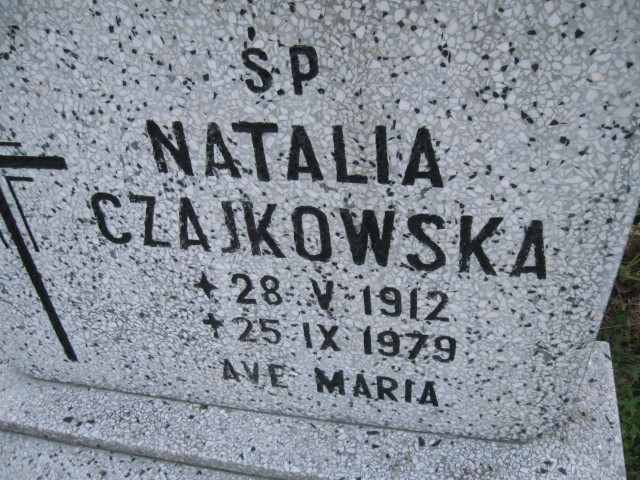 Ś.P.
NATALIA
CZAJKOWSKA
28 V 1912
25 IX 1979
AVE MARIA